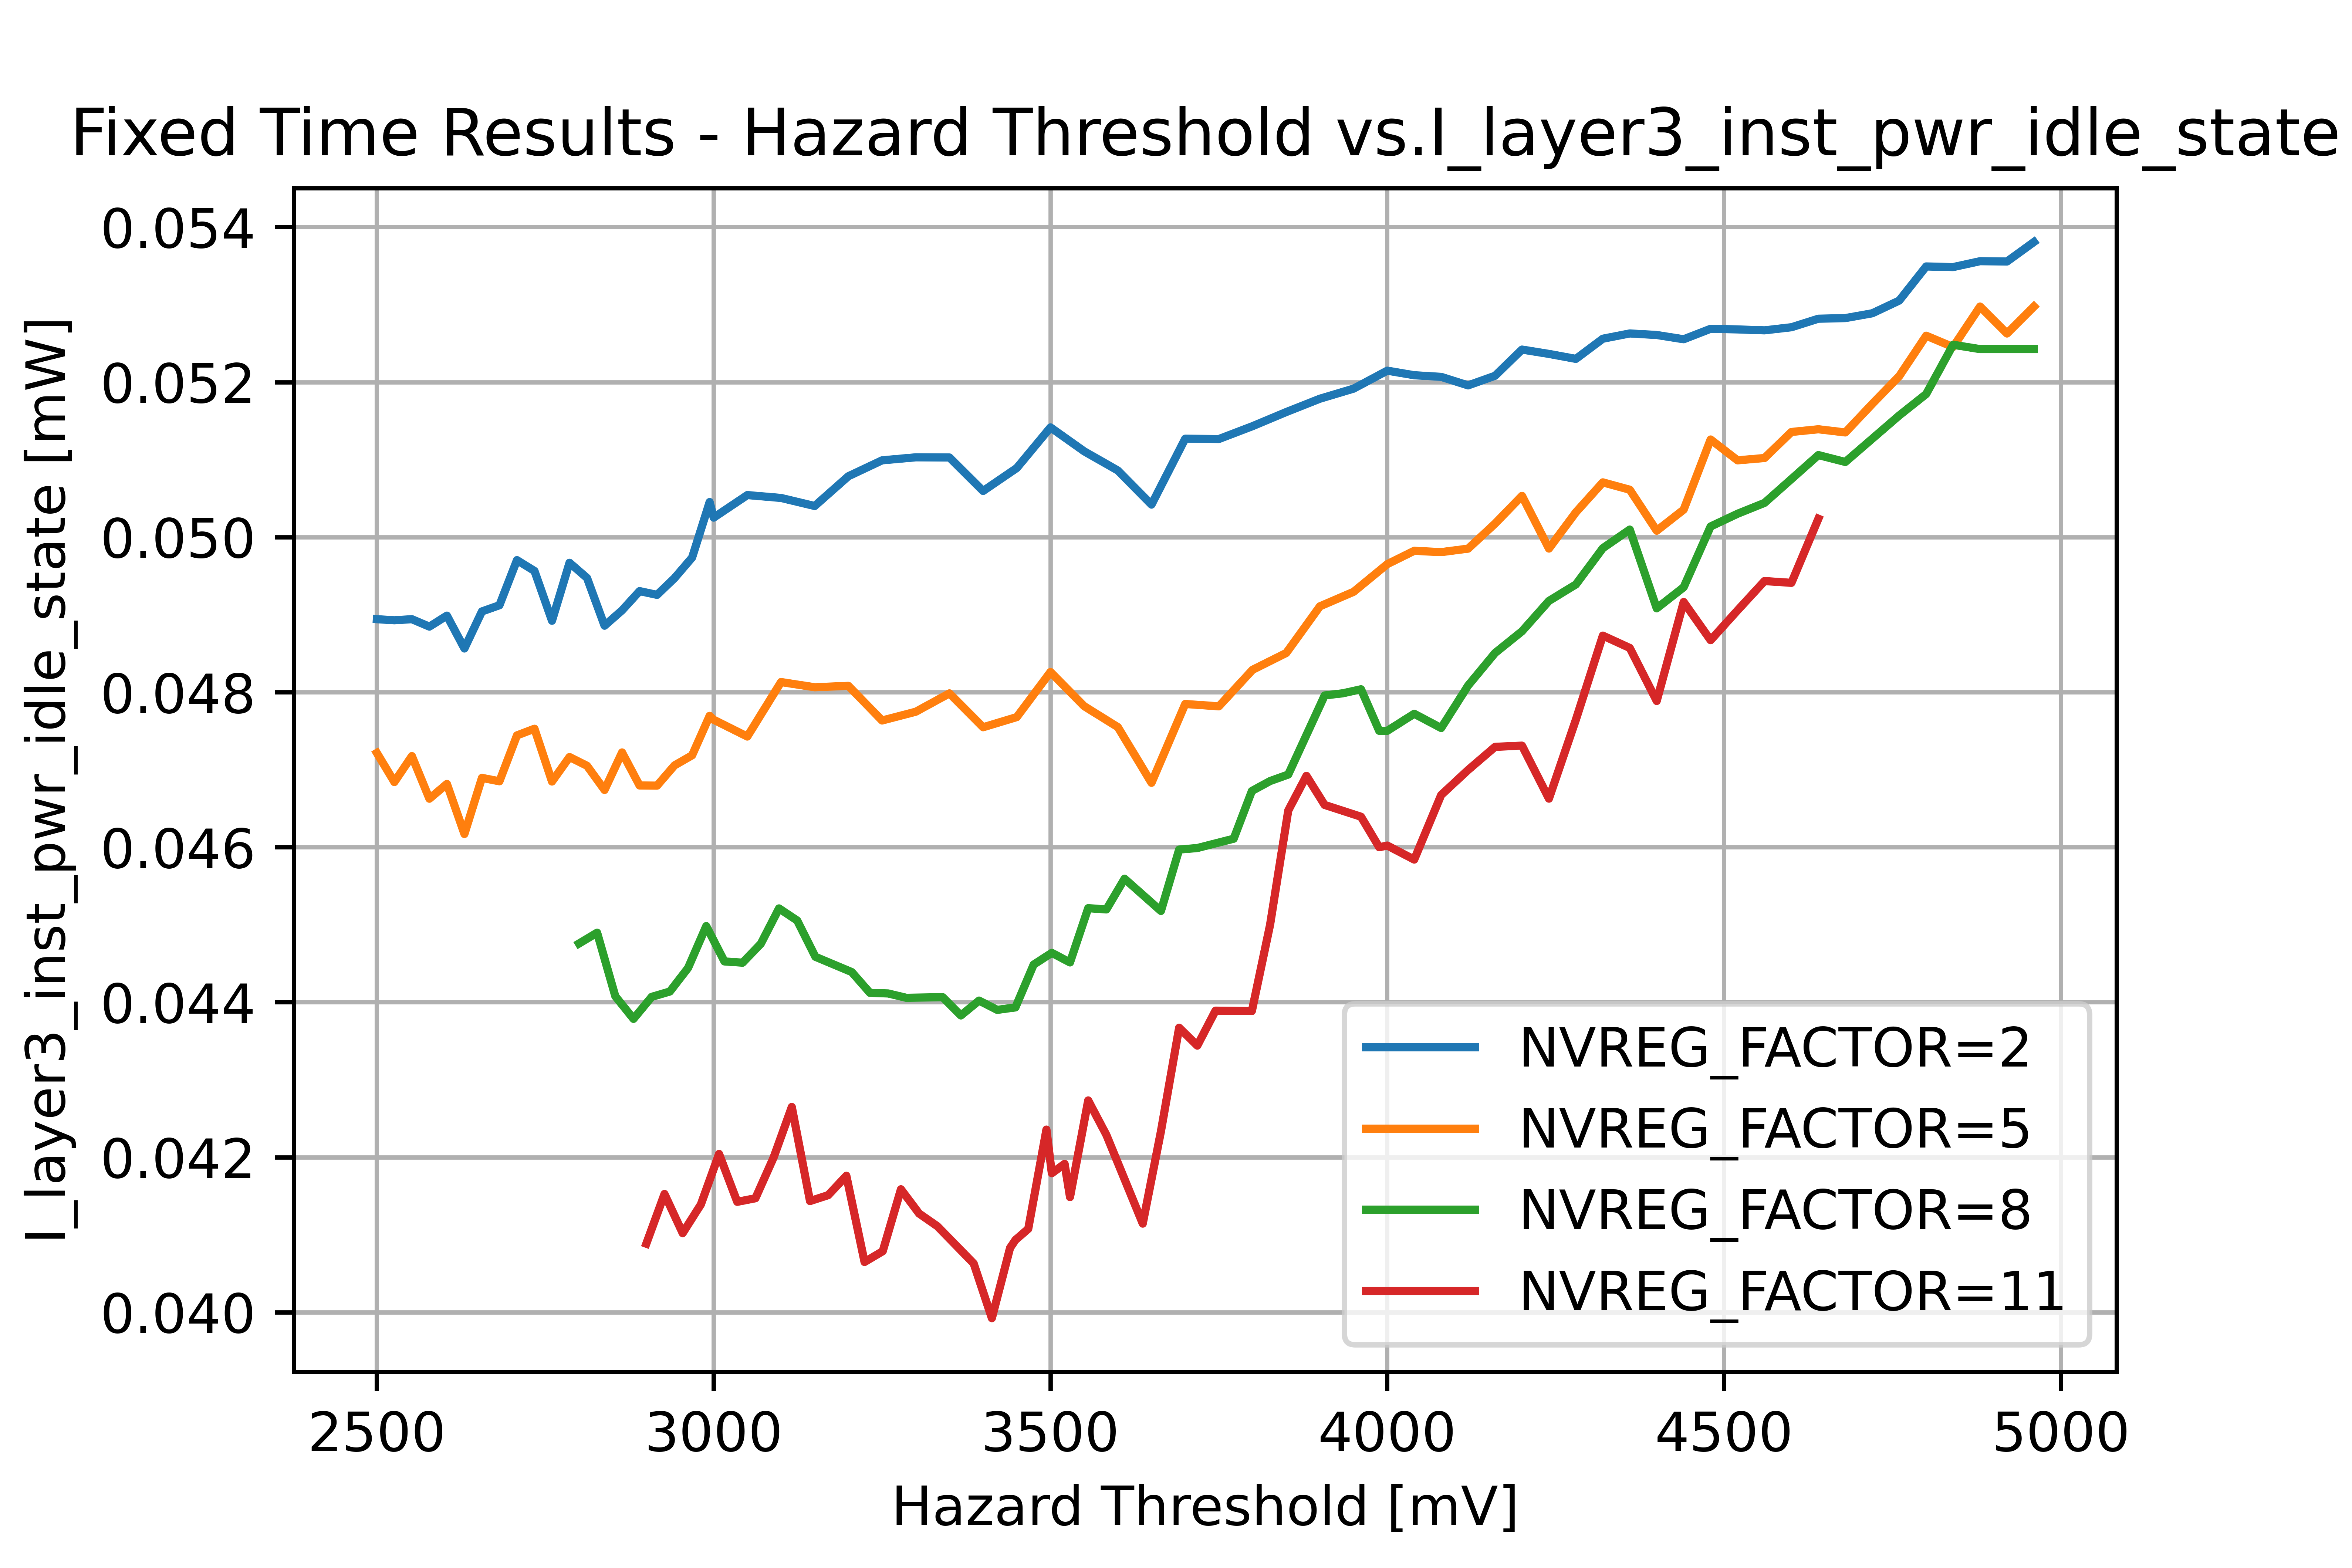 Fixed Time Results - Hazard Threshold vs.I_layer3_inst_pwr_idle_state
I_layer3_inst_pwr_idle_state [mW]
0.054
0.052
0.050
0.048
0.046
0.044
0.042
0.040
NVREG_FACTOR=2
NVREG_FACTOR=5
NVREG_FACTOR=8
NVREG_FACTOR=11
2500 3000 3500 4000 4500 5000
Hazard Threshold [mV]